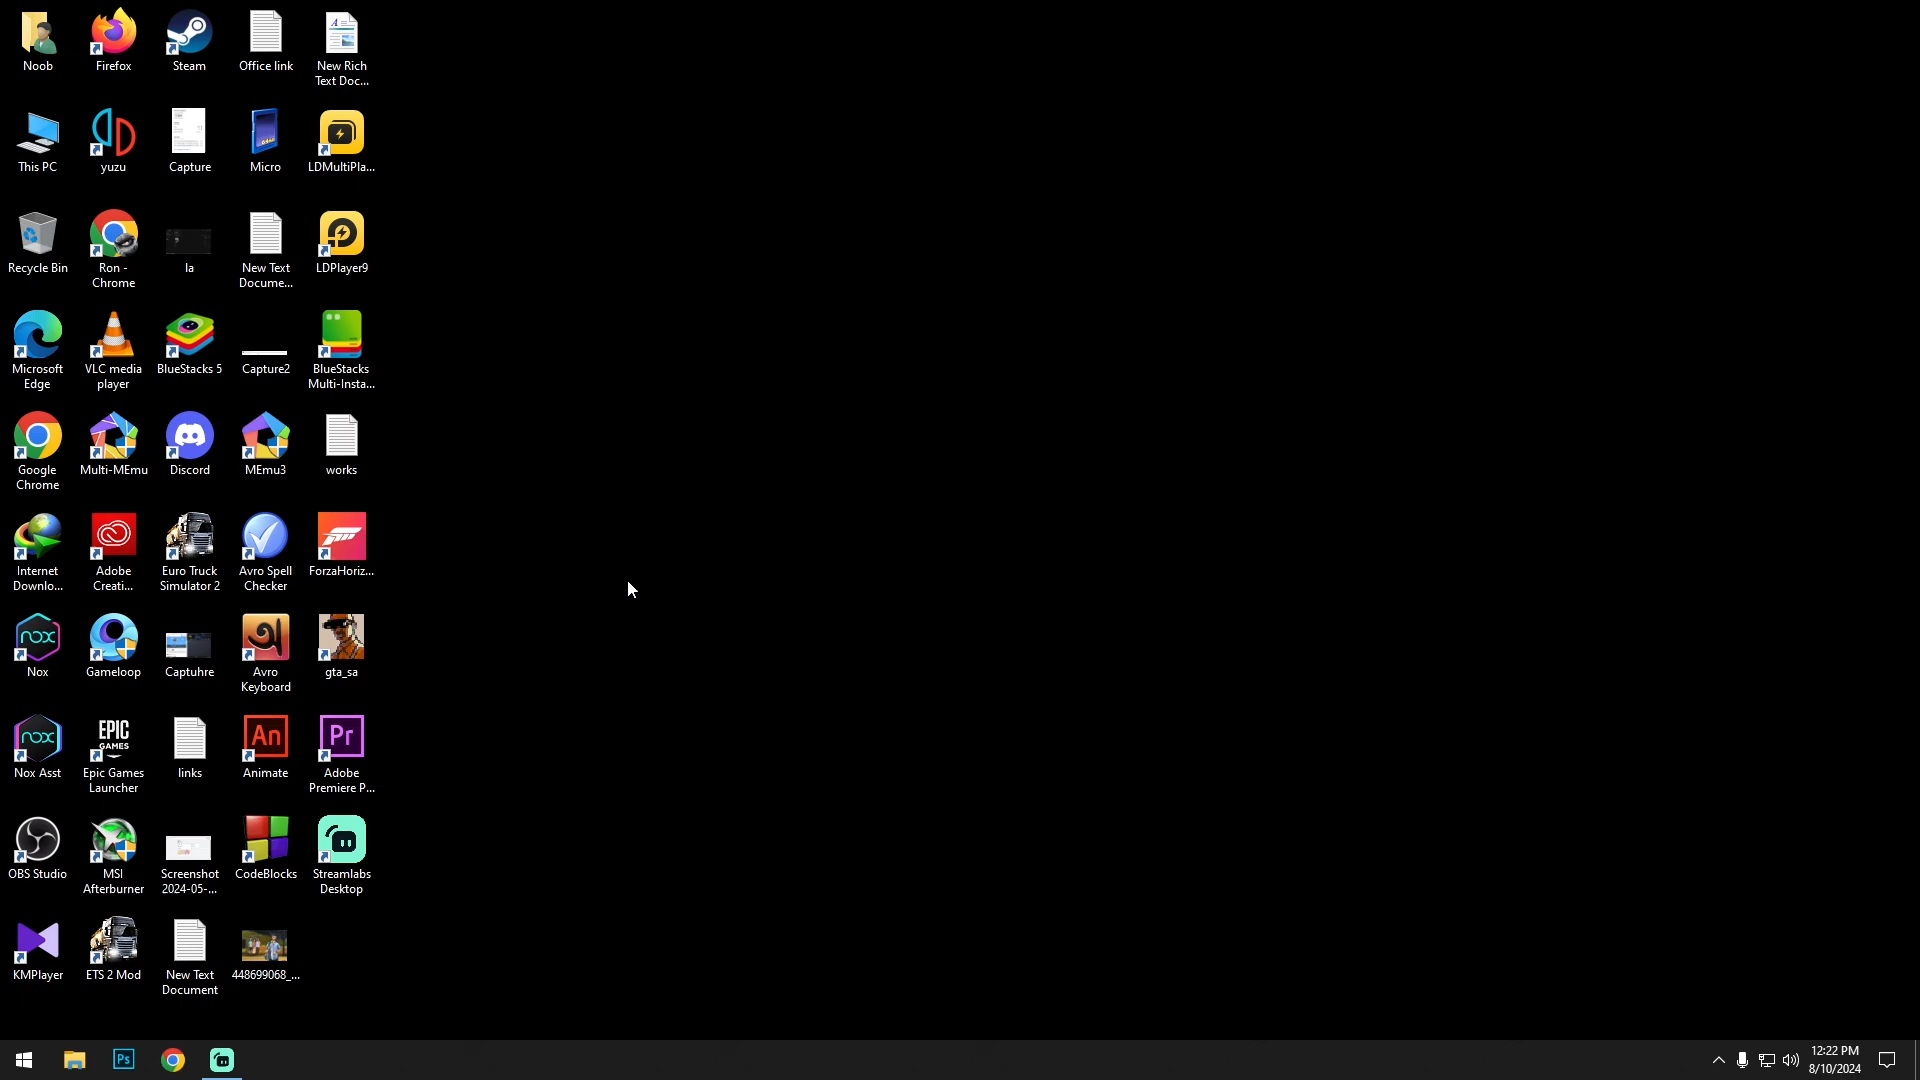 Noob
Firefox
Steam
Office link
New Rich
Text Doc...
This PC
yuzu
Capture
Micro
LDMultiPla...
Recycle Bin
Ron -
Chrome
la
New Text
Docume...
LDPlayer9
Microsoft
Edge
VLC media
player
BlueStacks 5
Capture2
BlueStacks
Multi-Insta...
Google
Chrome
Multi-MEmu
Discord
MEmu3
works
Internet
Downlo...
Adobe
Creati...
Euro Truck
Simulator 2
Avro Spell
Checker
ForzaHoriz...
nox
Nox
Gameloop
Captuhre
অ
Avro
Keyboard
gta_sa
nox
Nox Asst
EPIC
GAMES
Epic Games
Launcher
links
An
Animate
Pr
Adobe
Premiere P...
OBS Studio
MSI
Afterburner
Screenshot
2024-05-...
CodeBlocks
Streamlabs
Desktop
KMPlayer
ETS 2 Mod
New Text
Document
448699068_...
Ps
12:22 PM
8/10/2024